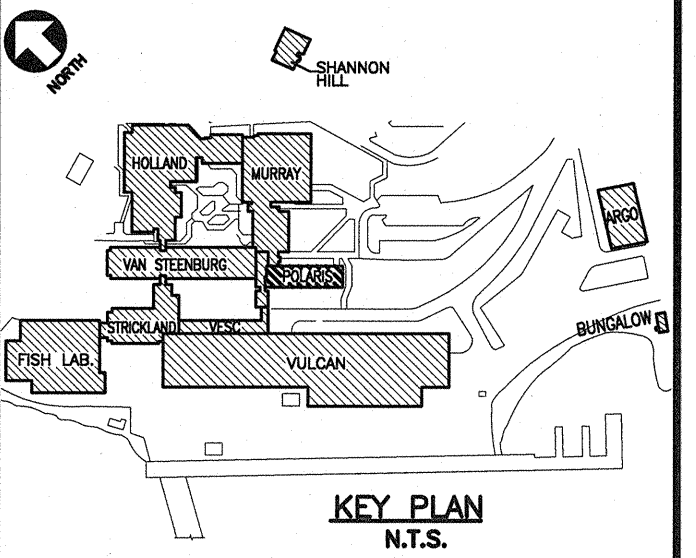 NORTH
SHANNON
HILL
HOLLAND
MURRAY
ARGO
VAN STEENBURG
POLARIS
STRICKLAND
VESC
BUNGALOW
FISH LAB.
VULCAN
KEY PLAN
N.T.S.